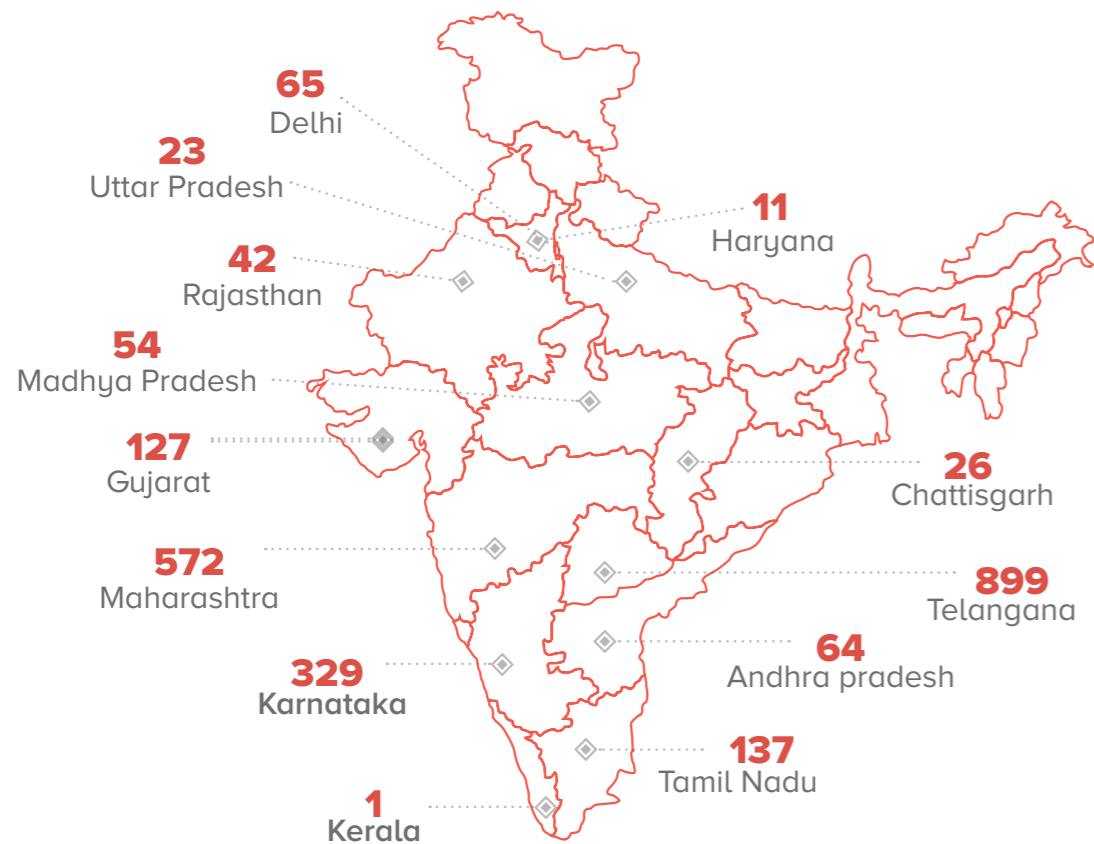 65
Delhi
23
Uttar Pradesh
11
Haryana
42
Rajasthan
54
Madhya Pradesh
127
Gujarat
26
Chattisgarh
572
Maharashtra
899
Telangana
64
Andhra pradesh
329
Karnataka
137
Tamil Nadu
1
Kerala